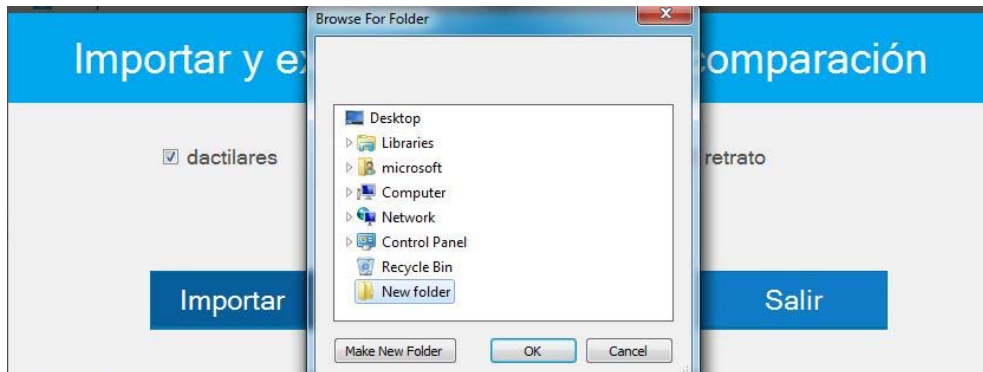 Browse For Folder
Importar y e
comparación
Desktop
Libraries
dactilares
microsoft
retrato
Computer
Network
Control Panel
Recycle Bin
New folder
Importar
Salir
Make New Folder
OK
Cancel